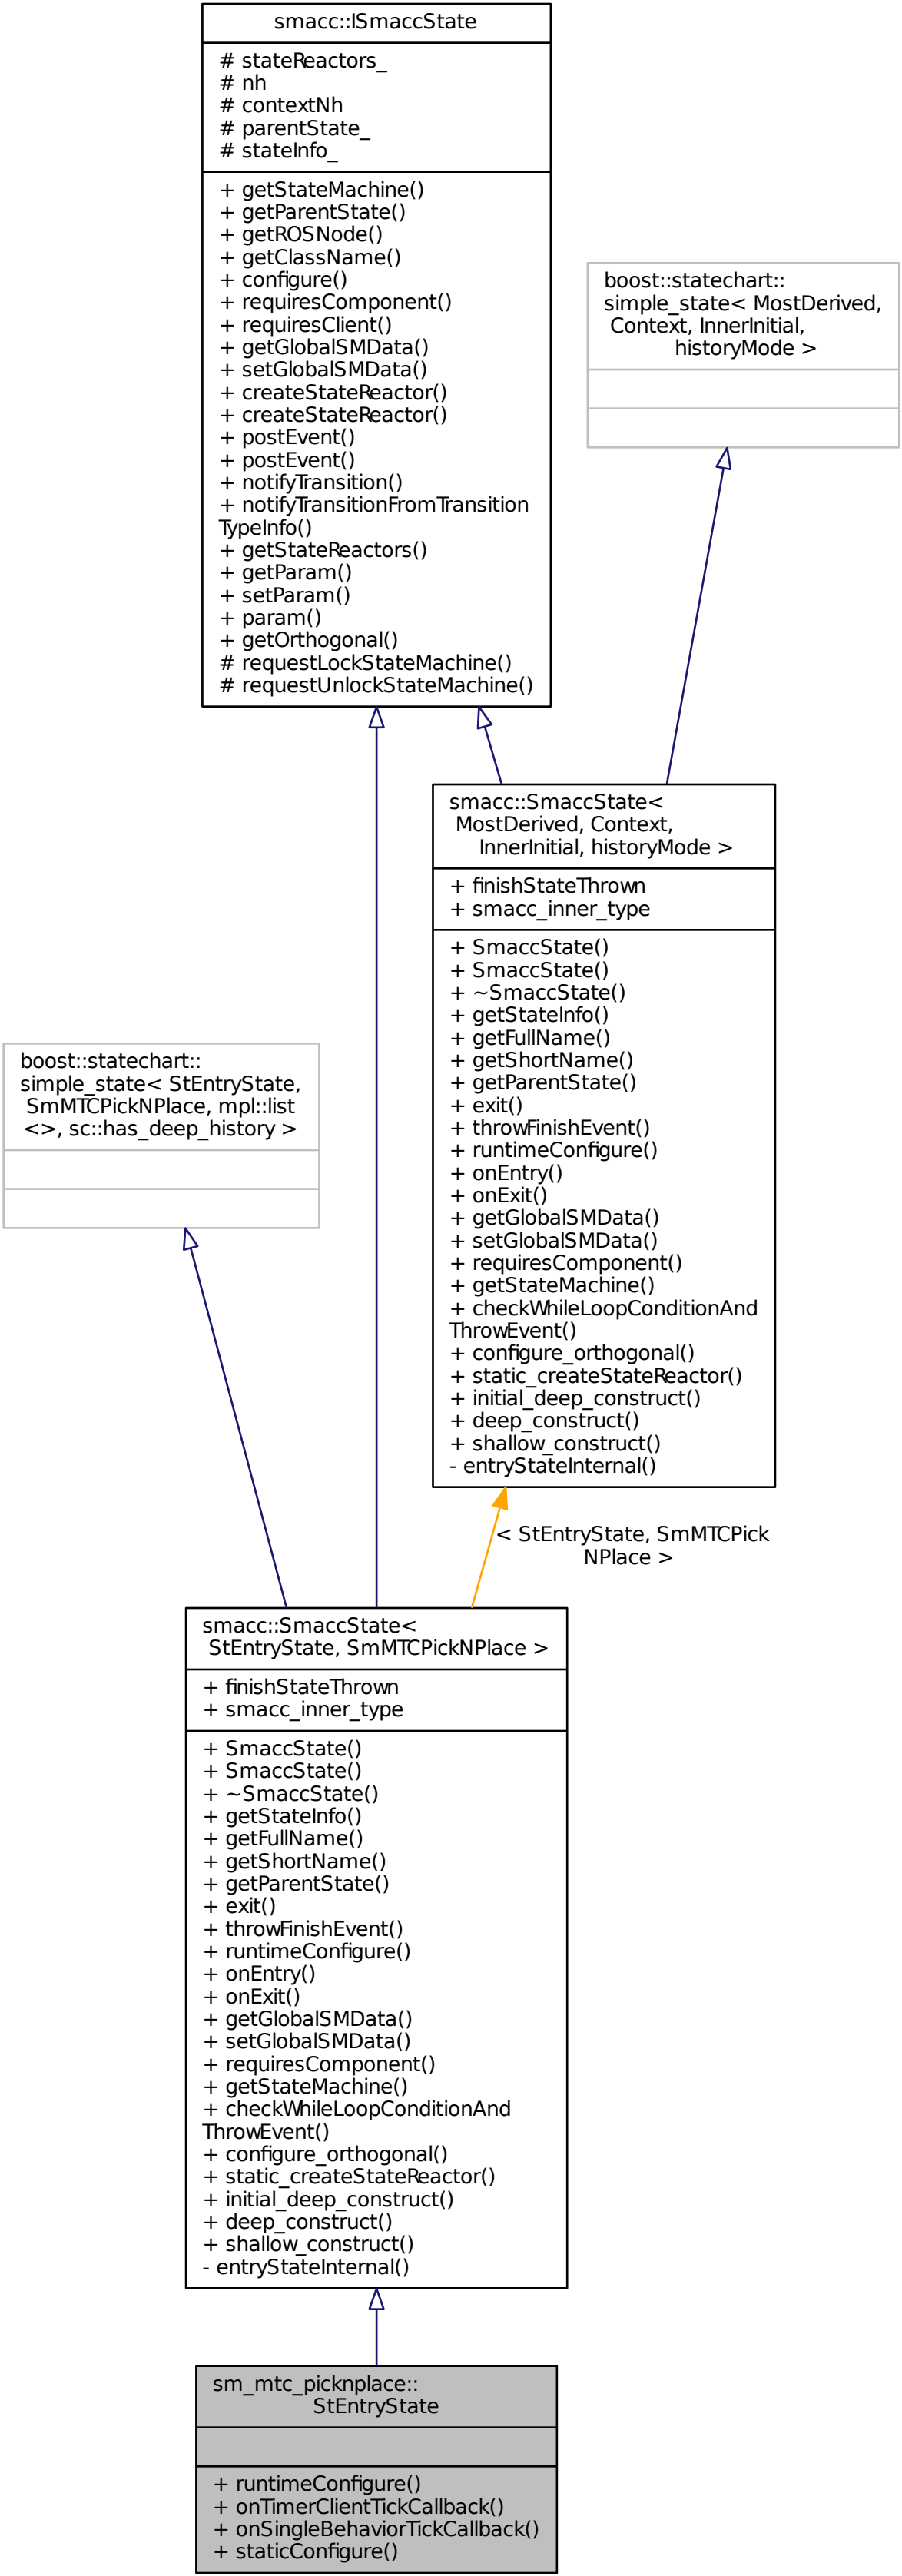 smacc::ISmaccState
# stateReactors_
# nh
# contextNh
# parentState_
# stateInfo_
+ getStateMachine()
+ getParentState()
+ getROSNode()
+ getClassName()
+ configure()
+ requiresComponent()
+ requiresClient()
+ getGlobalSMData()
+ setGlobalSMData()
+ createStateReactor()
+ createStateReactor()
+ postEvent()
+ postEvent()
+ notifyTransition()
+ notifyTransitionFromTransition
TypeInfo()
+ getStateReactors()
+ getParam()
+ setParam()
+ param()
+ getOrthogonal()
# requestLockStateMachine()
# requestUnlockStateMachine()
boost::statechart::
simple_state< MostDerived,
Context, InnerInitial,
historyMode >
smacc::SmaccState<
MostDerived, Context,
InnerInitial, historyMode >
+ finishStateThrown
+ smacc_inner_type
+ SmaccState()
+ SmaccState()
+ ~SmaccState()
+ getStateInfo()
+ getFullName()
+ getShortName()
+ getParentState()
+ exit()
+ throwFinishEvent()
+ runtimeConfigure()
+ onEntry()
+ onExit()
+ getGlobalSMData()
+ setGlobalSMData()
+ requiresComponent()
+ getStateMachine()
+ checkWhileLoopConditionAnd
ThrowEvent()
+ configure_orthogonal()
+ static_createStateReactor()
+ initial_deep_construct()
+ deep_construct()
+ shallow_construct()
- entryStateInternal()
boost::statechart::
simple_state< StEntryState,
SmMTCPickNPlace, mpl::list
<>, sc::has_deep_history >
< StEntryState, SmMTCPick
NPlace >
smacc::SmaccState<
StEntryState, SmMTCPickNPlace >
+ finishStateThrown
+ smacc_inner_type
+ SmaccState()
+ SmaccState()
+ ~SmaccState()
+ getStateInfo()
+ getFullName()
+ getShortName()
+ getParentState()
+ exit()
+ throwFinishEvent()
+ runtimeConfigure()
+ onEntry()
+ onExit()
+ getGlobalSMData()
+ setGlobalSMData()
+ requiresComponent()
+ getStateMachine()
+ checkWhileLoopConditionAnd
ThrowEvent()
+ configure_orthogonal()
+ static_createStateReactor()
+ initial_deep_construct()
+ deep_construct()
+ shallow_construct()
- entryStateInternal()
sm_mtc_picknplace::
StEntryState
+ runtimeConfigure()
+ onTimerClientTickCallback()
+ onSingleBehaviorTickCallback()
+ staticConfigure()